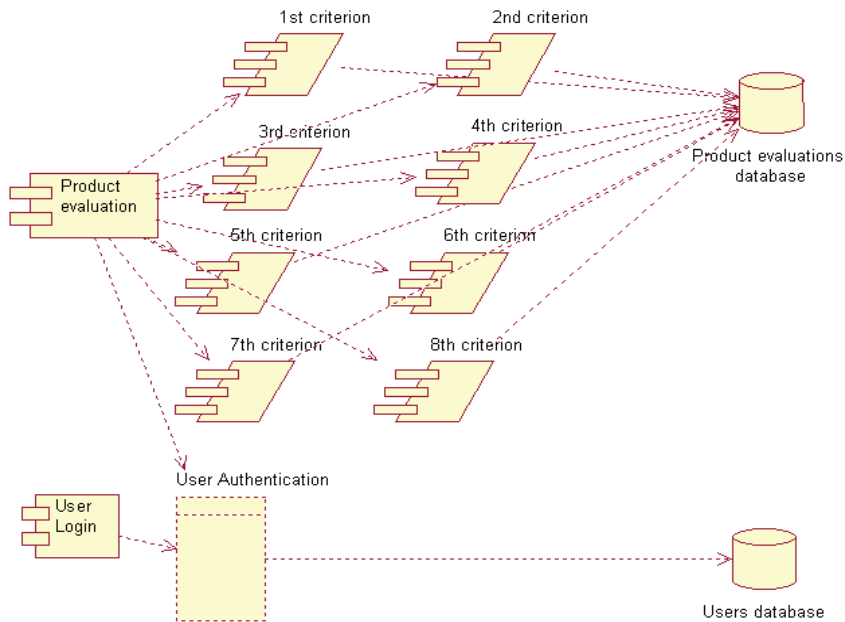 1st criterion
2nd criterion
3rd criterion
4th criterion
Product evaluations
database
Product
evaluation
5th criterion
6th criterion
7th criterion
8th criterion
User Authentication
User
Login
Users database